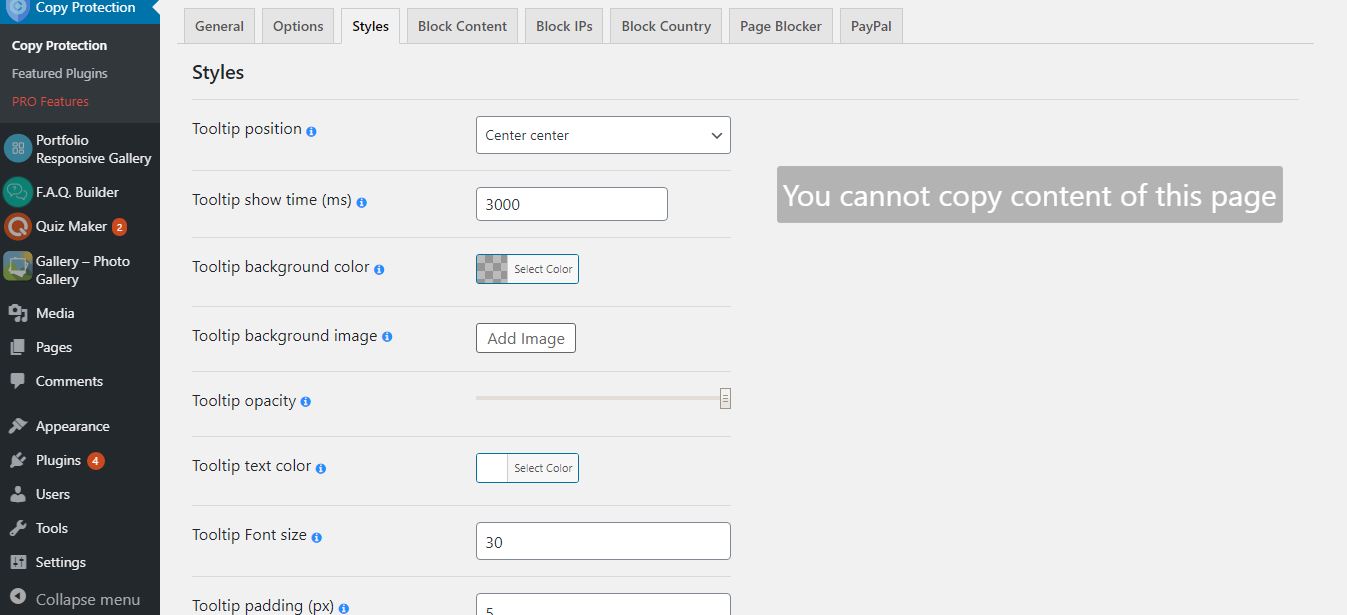 Copy Protection
Copy Protection
Featured Plugins
PRO Features
Portfolio
Responsive Gallery
F.A.Q. Builder
Quiz Maker 2
Gallery – Photo
Gallery
Media
Pages
Comments
Appearance
Plugins 4
Users
Tools
Settings
Collapse menu
General Options Styles Block Content Block IPs Block Country Page Blocker PayPal
Styles
Tooltip position Center center
Tooltip show time (ms) 3000
Tooltip background color Select Color
Tooltip background image Add Image
Tooltip opacity
Tooltip text color Select Color
Tooltip Font size 30
Tooltip padding (px) 5
You cannot copy content of this page